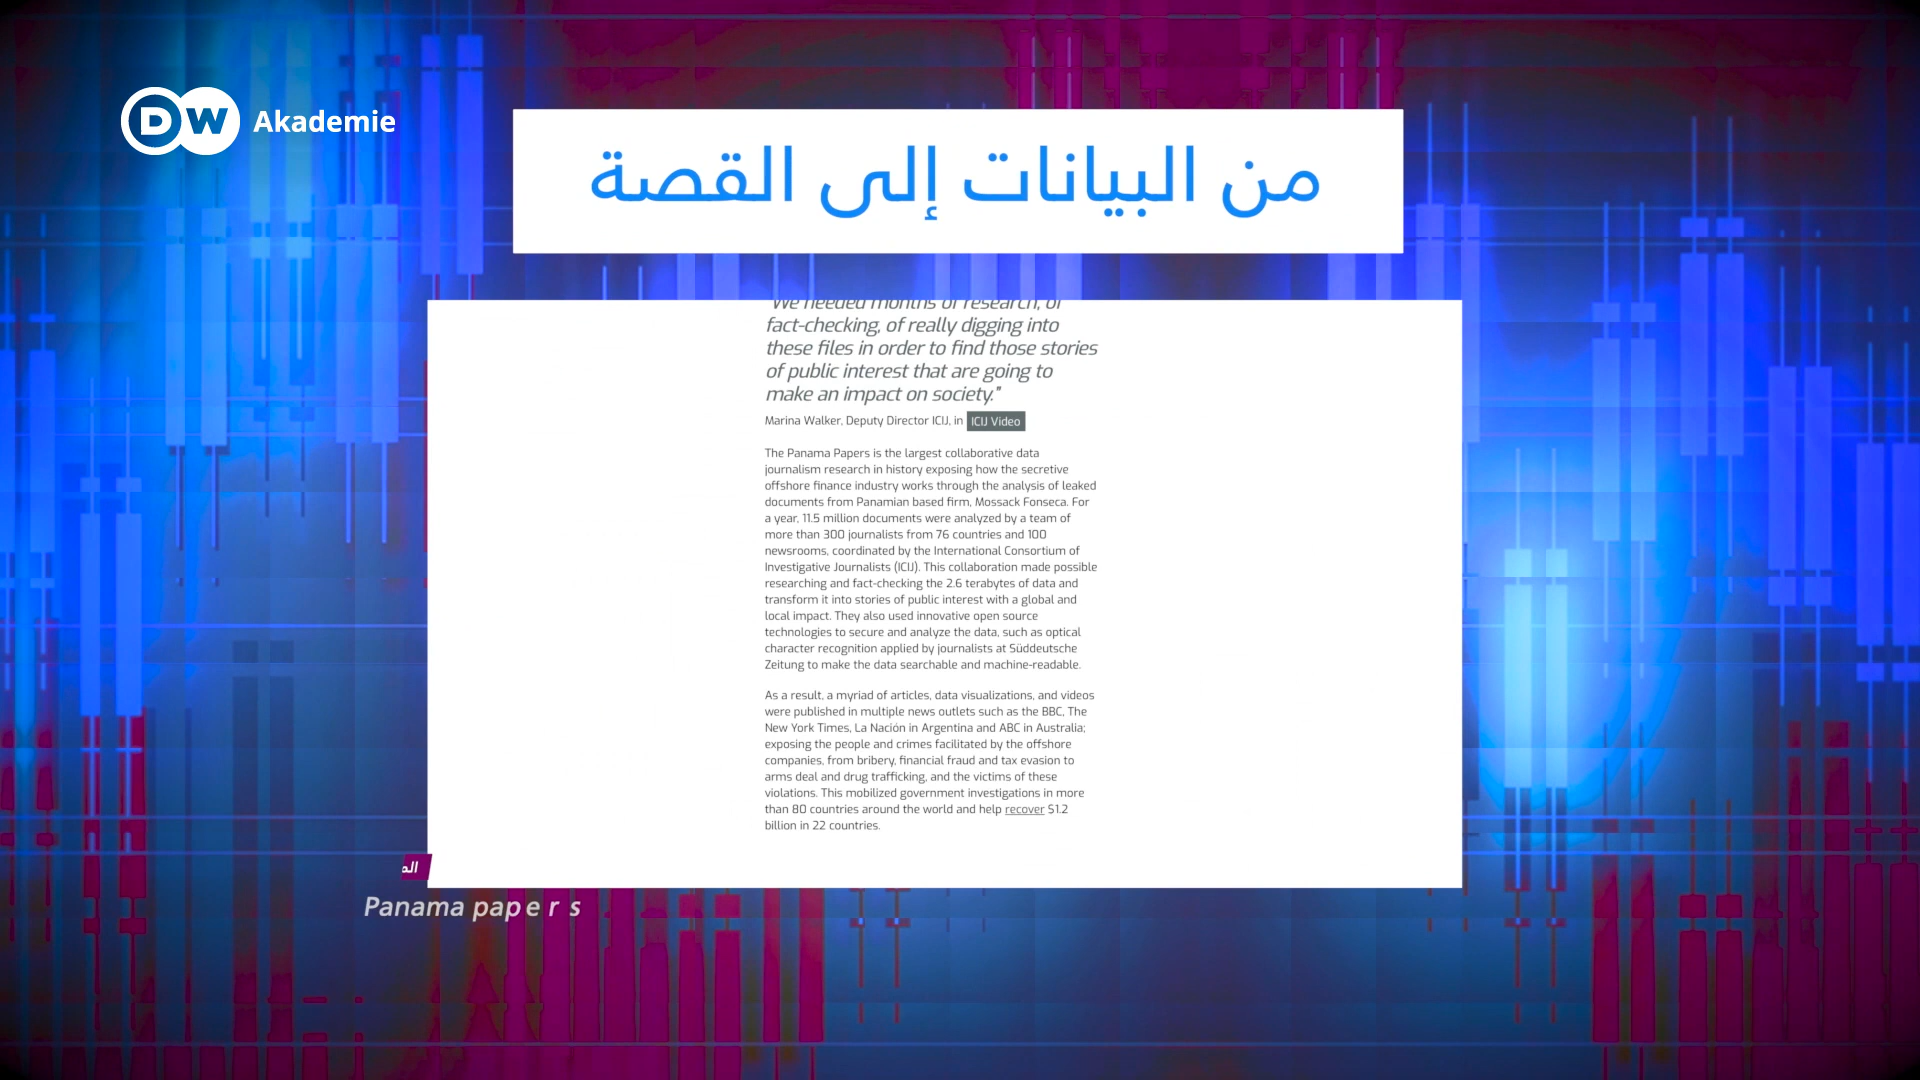 DW Akademie
من البيانات إلى القصة
"We needed months of research, of
fact-checking, of really digging into
these files in order to find those stories
of public interest that are going to
make an impact on society."
Marina Walker, Deputy Director ICIJ, in ICIJ Video
The Panama Papers is the largest collaborative data
journalism research in history exposing how the secretive
offshore finance industry works through the analysis of leaked
documents from Panamian based firm, Mossack Fonseca. For
a year, 11.5 million documents were analyzed by a team of
more than 300 journalists from 76 countries and 100
newsrooms, coordinated by the International Consortium of
Investigative Journalists (ICIJ). This collaboration made possible
researching and fact-checking the 2.6 terabytes of data and
transform it into stories of public interest with a global and
local impact. They also used innovative open source
technologies to secure and analyze the data, such as optical
character recognition applied by journalists at Süddeutsche
Zeitung to make the data searchable and machine-readable.
As a result, a myriad of articles, data visualizations, and videos
were published in multiple news outlets such as the BBC, The
New York Times, La Nación in Argentina and ABC in Australia;
exposing the people and crimes facilitated by the offshore
companies, from bribery, financial fraud and tax evasion to
arms deal and drug trafficking, and the victims of these
violations. This mobilized government investigations in more
than 80 countries around the world and help recover $1.2
billion in 22 countries.
Panama papers